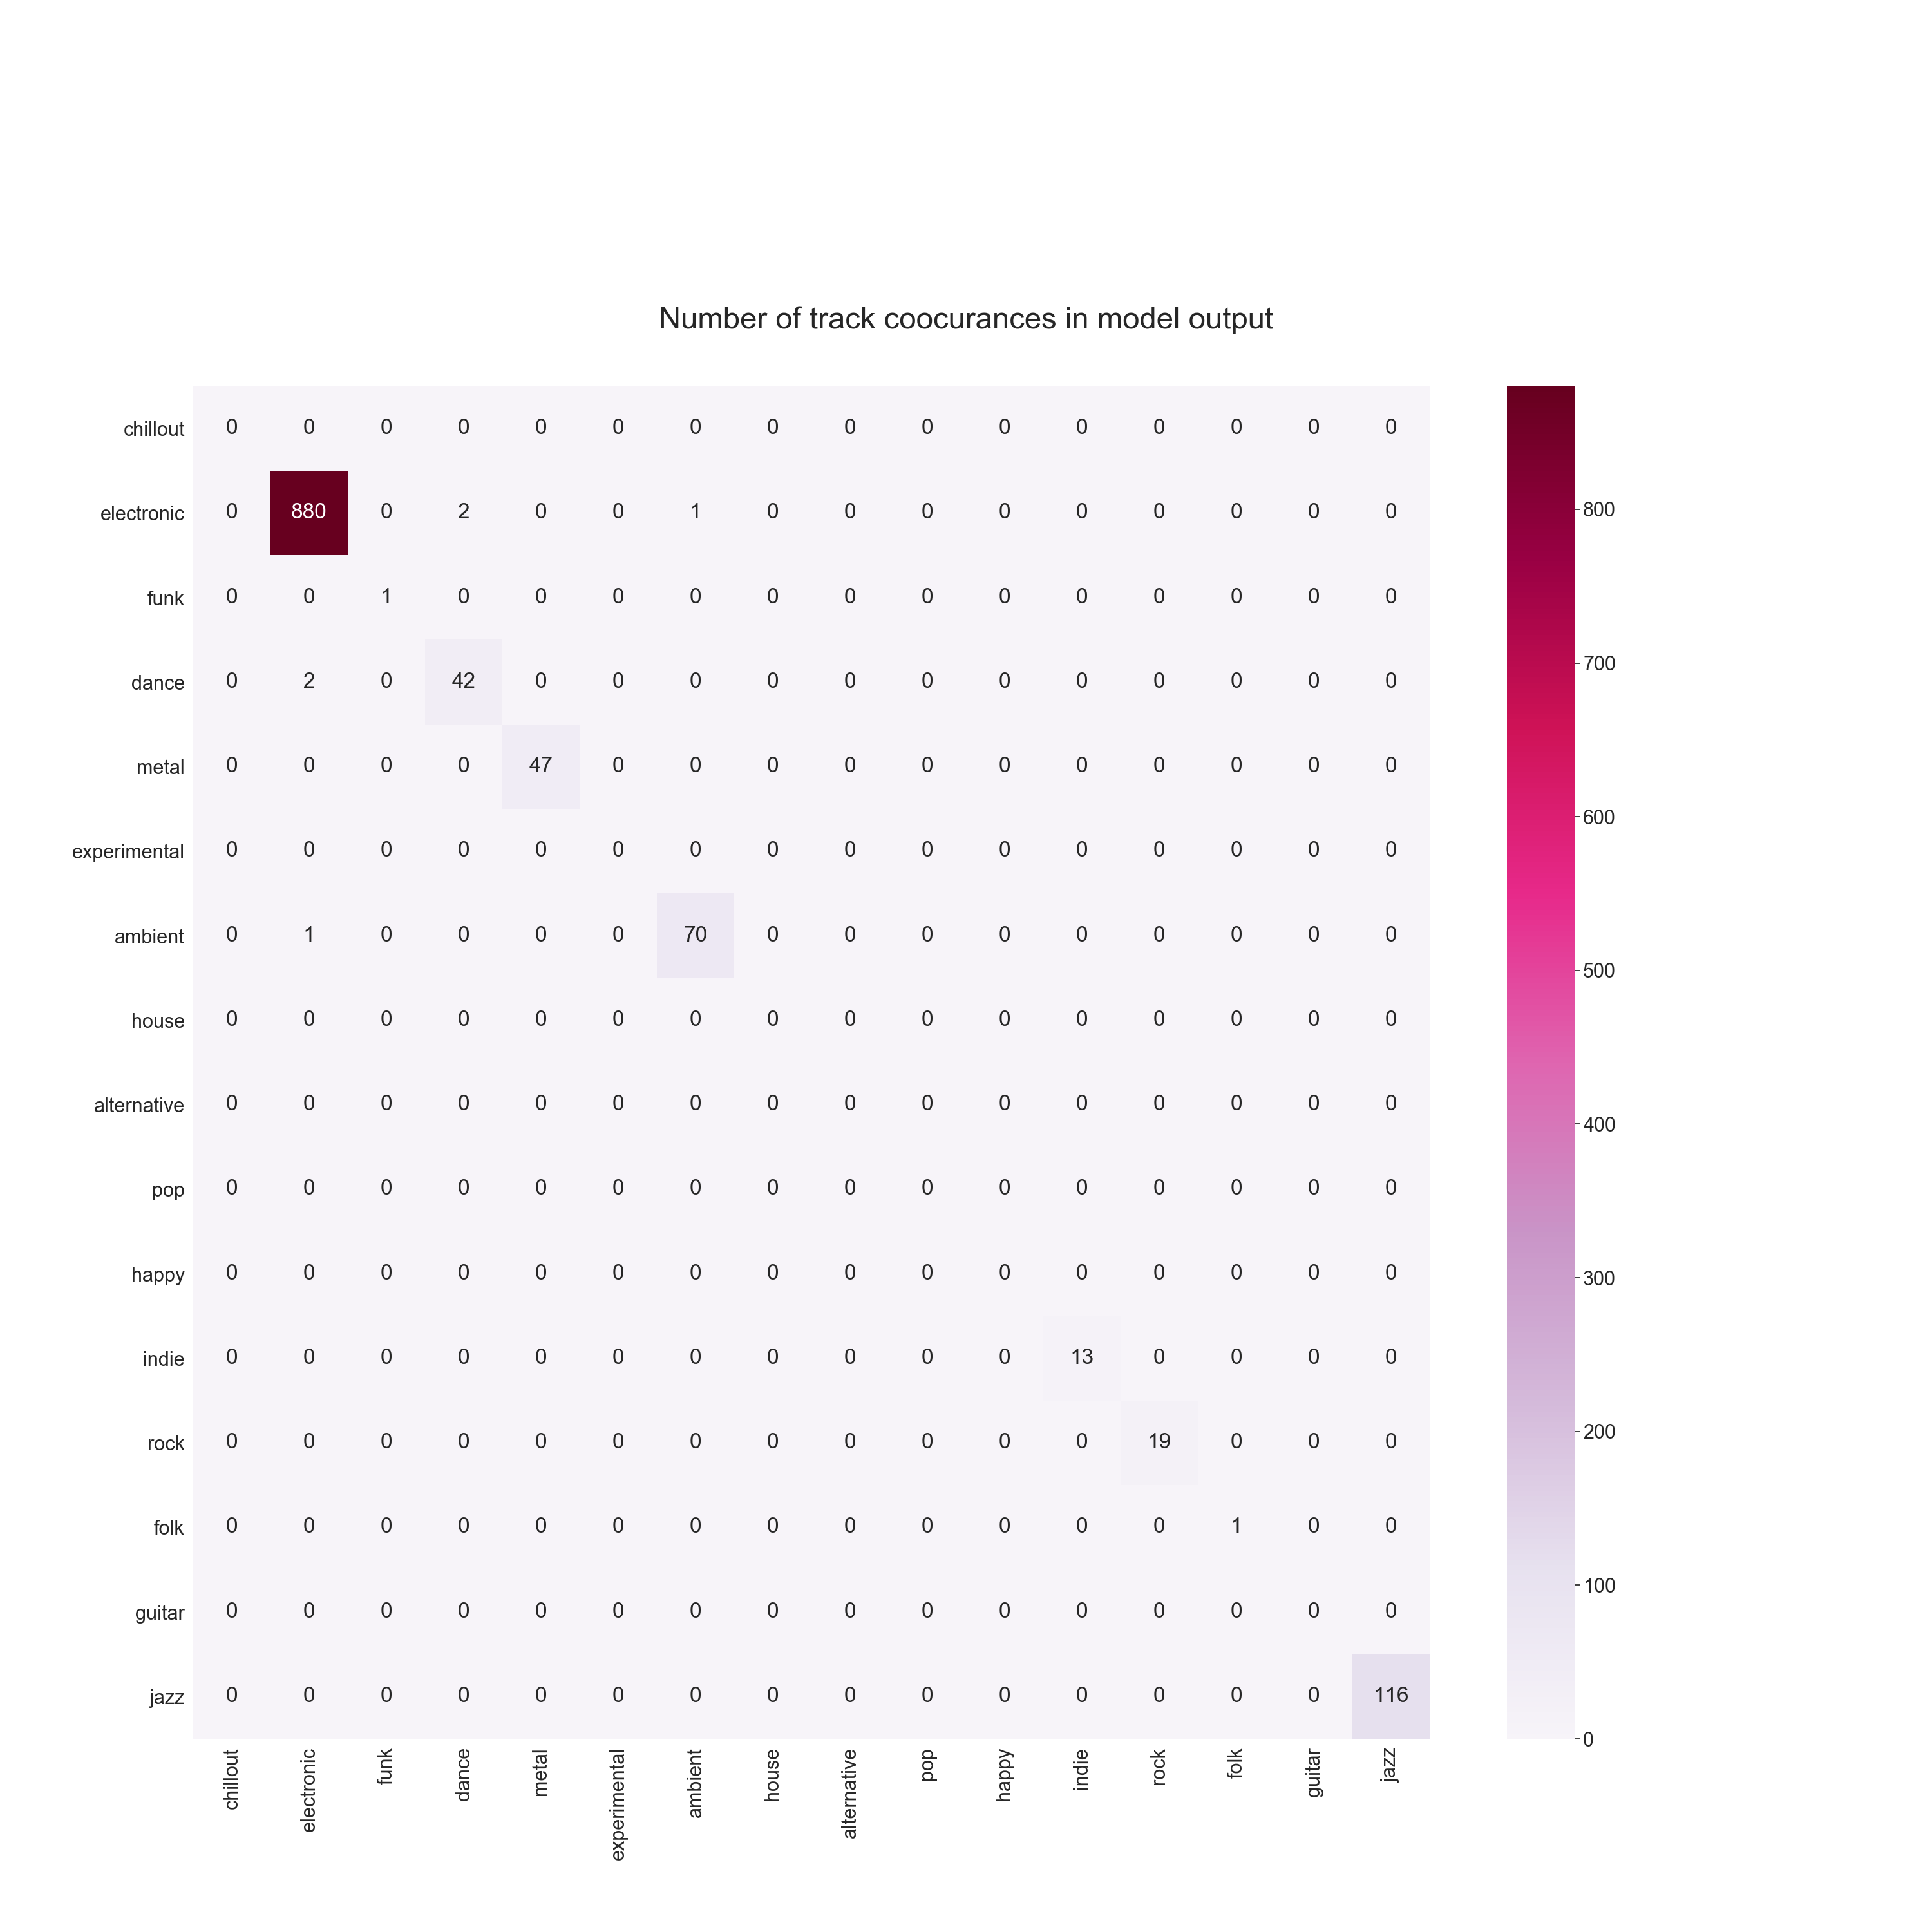 Number of track coocurances in model output
chillout 0 0 0 0 0 0 0 0 0 0 0 0 0 0 0 0
electronic 0 880 0 2 0 0 1 0 0 0 0 0 0 0 0 0
funk 0 0 1 0 0 0 0 0 0 0 0 0 0 0 0 0
dance 0 2 0 42 0 0 0 0 0 0 0 0 0 0 0 0
metal 0 0 0 0 47 0 0 0 0 0 0 0 0 0 0 0
experimental 0 0 0 0 0 0 0 0 0 0 0 0 0 0 0 0
ambient 0 1 0 0 0 0 70 0 0 0 0 0 0 0 0 0
house 0 0 0 0 0 0 0 0 0 0 0 0 0 0 0 0
alternative 0 0 0 0 0 0 0 0 0 0 0 0 0 0 0 0
pop 0 0 0 0 0 0 0 0 0 0 0 0 0 0 0 0
happy 0 0 0 0 0 0 0 0 0 0 0 0 0 0 0 0
indie 0 0 0 0 0 0 0 0 0 0 0 13 0 0 0 0
rock 0 0 0 0 0 0 0 0 0 0 0 0 19 0 0 0
folk 0 0 0 0 0 0 0 0 0 0 0 0 0 1 0 0
guitar 0 0 0 0 0 0 0 0 0 0 0 0 0 0 0 0
jazz 0 0 0 0 0 0 0 0 0 0 0 0 0 0 0 116
chillout electronic funk dance metal experimental ambient house alternative pop happy indie rock folk guitar jazz
800
700
600
500
400
300
200
100
0